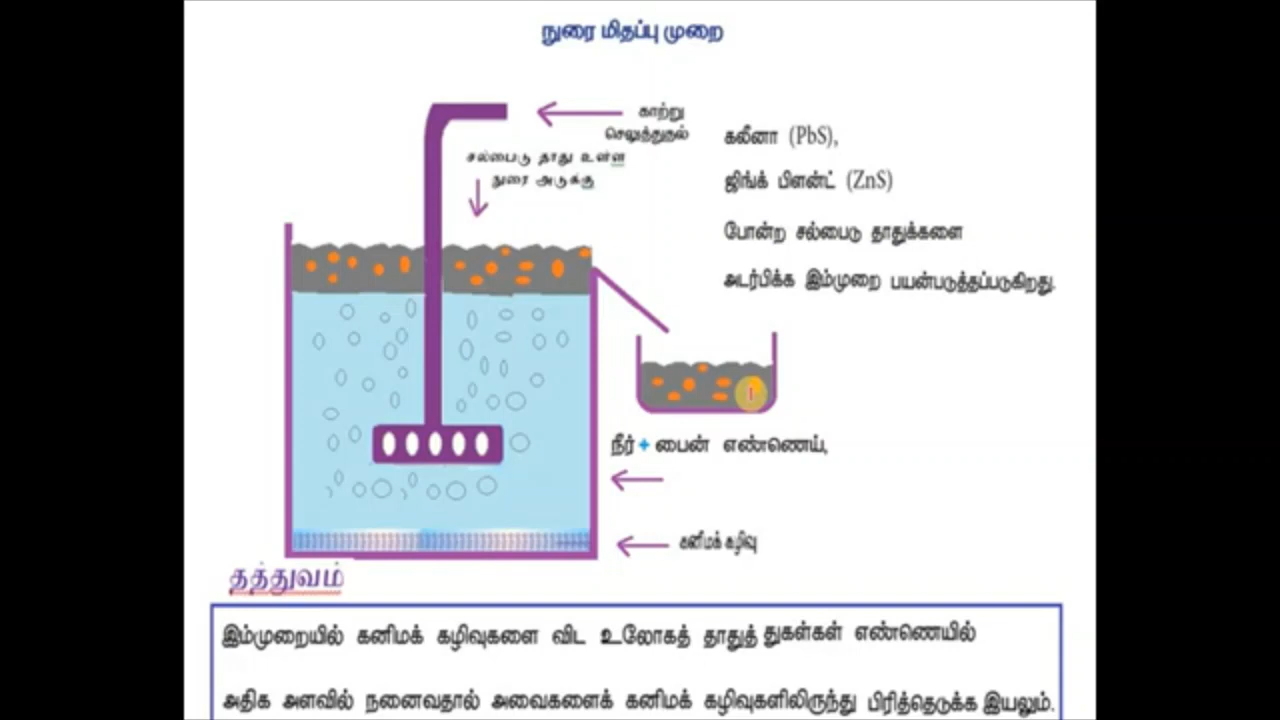 நுரை மிதப்பு முறை
காற்று
செலுத்துதல்
சல்பைடு தாது உள்ள
நுரை அடுக்கு
கலீனா (PbS),
ஜிங்க் பிளன்ட் (ZnS)
போன்ற சல்பைடு தாதுக்களை
அடர்பிக்க இம்முறை பயன்படுத்தப்படுகிறது.
நீர் + பைன் எண்ணெய்,
கனிமக் கழிவு
தத்துவம்
இம்முறையில் கனிமக் கழிவுகளை விட உலோகத் தாதுத் துகள்கள் எண்ணெயில்
அதிக அளவில் நனைவதால் அவைகளைக் கனிமக் கழிவுகளிலிருந்து பிரித்தெடுக்க இயலும்.